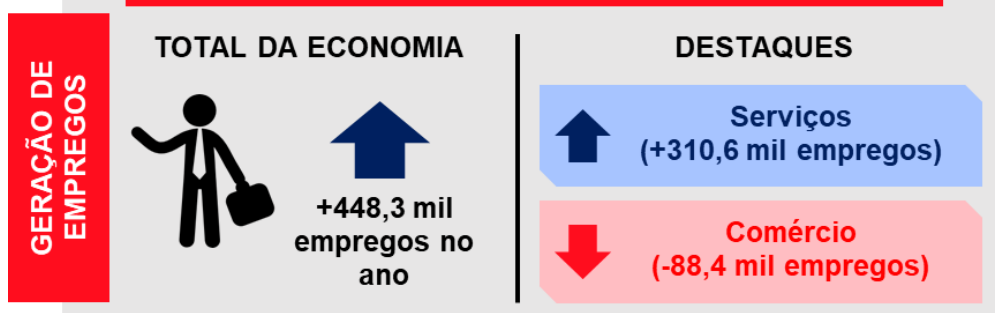 GERAÇÃO DE
EMPREGOS
TOTAL DA ECONOMIA
+448,3 mil
empregos no
ano
DESTAQUES
Serviços
(+310,6 mil empregos)
Comércio
(-88,4 mil empregos)